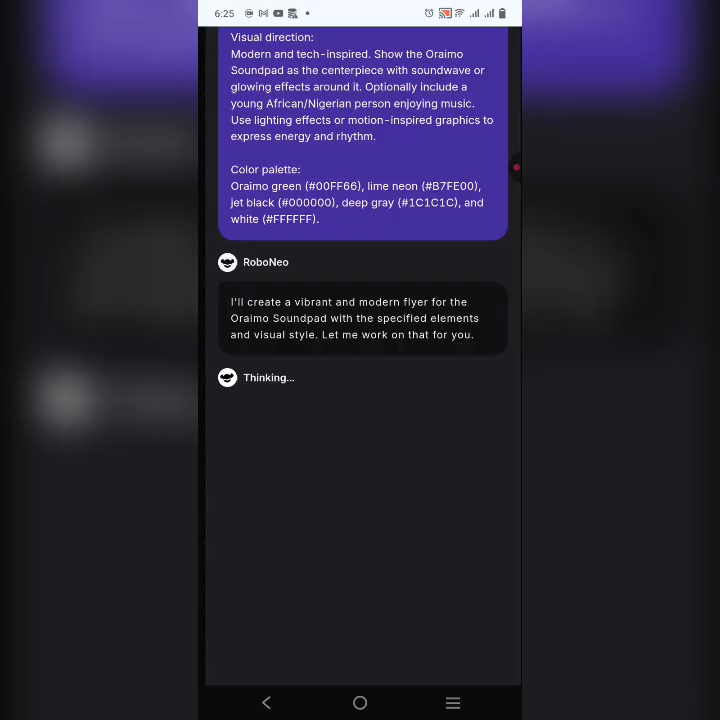 6:25
Visual direction:
Modern and tech-inspired. Show the Oraimo
Soundpad as the centerpiece with soundwave or
glowing effects around it. Optionally include a
young African/Nigerian person enjoying music.
Use lighting effects or motion-inspired graphics to
express energy and rhythm.
Color palette:
Oraimo green (#00FF66), lime neon (#B7FE00),
jet black (#000000), deep gray (#1C1C1C), and
white (#FFFFFF).
RoboNeo
I'll create a vibrant and modern flyer for the
Oraimo Soundpad with the specified elements
and visual style. Let me work on that for you.
Thinking...